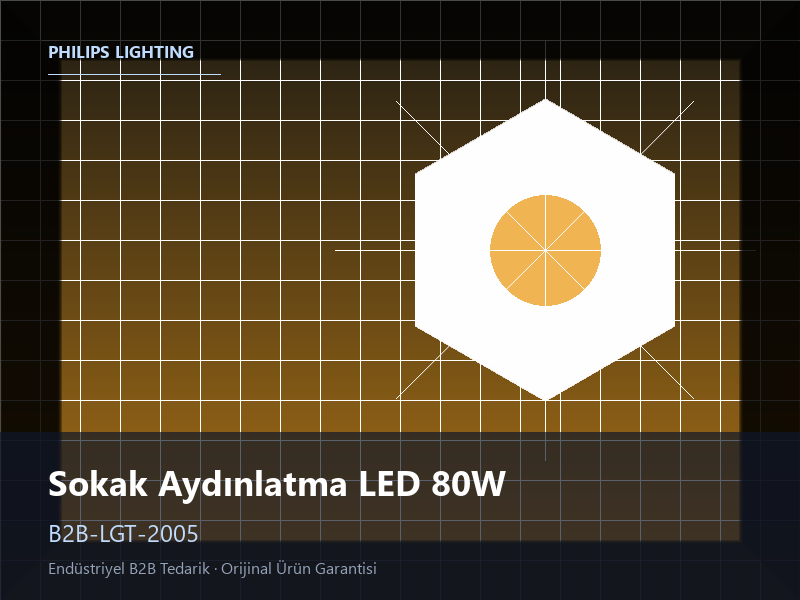 PHILIPS LIGHTING
Sokak Aydınlatma LED 80W
B2B-LGT-2005
Endüstriyel B2B Tedarik · Orijinal Ürün Garantisi